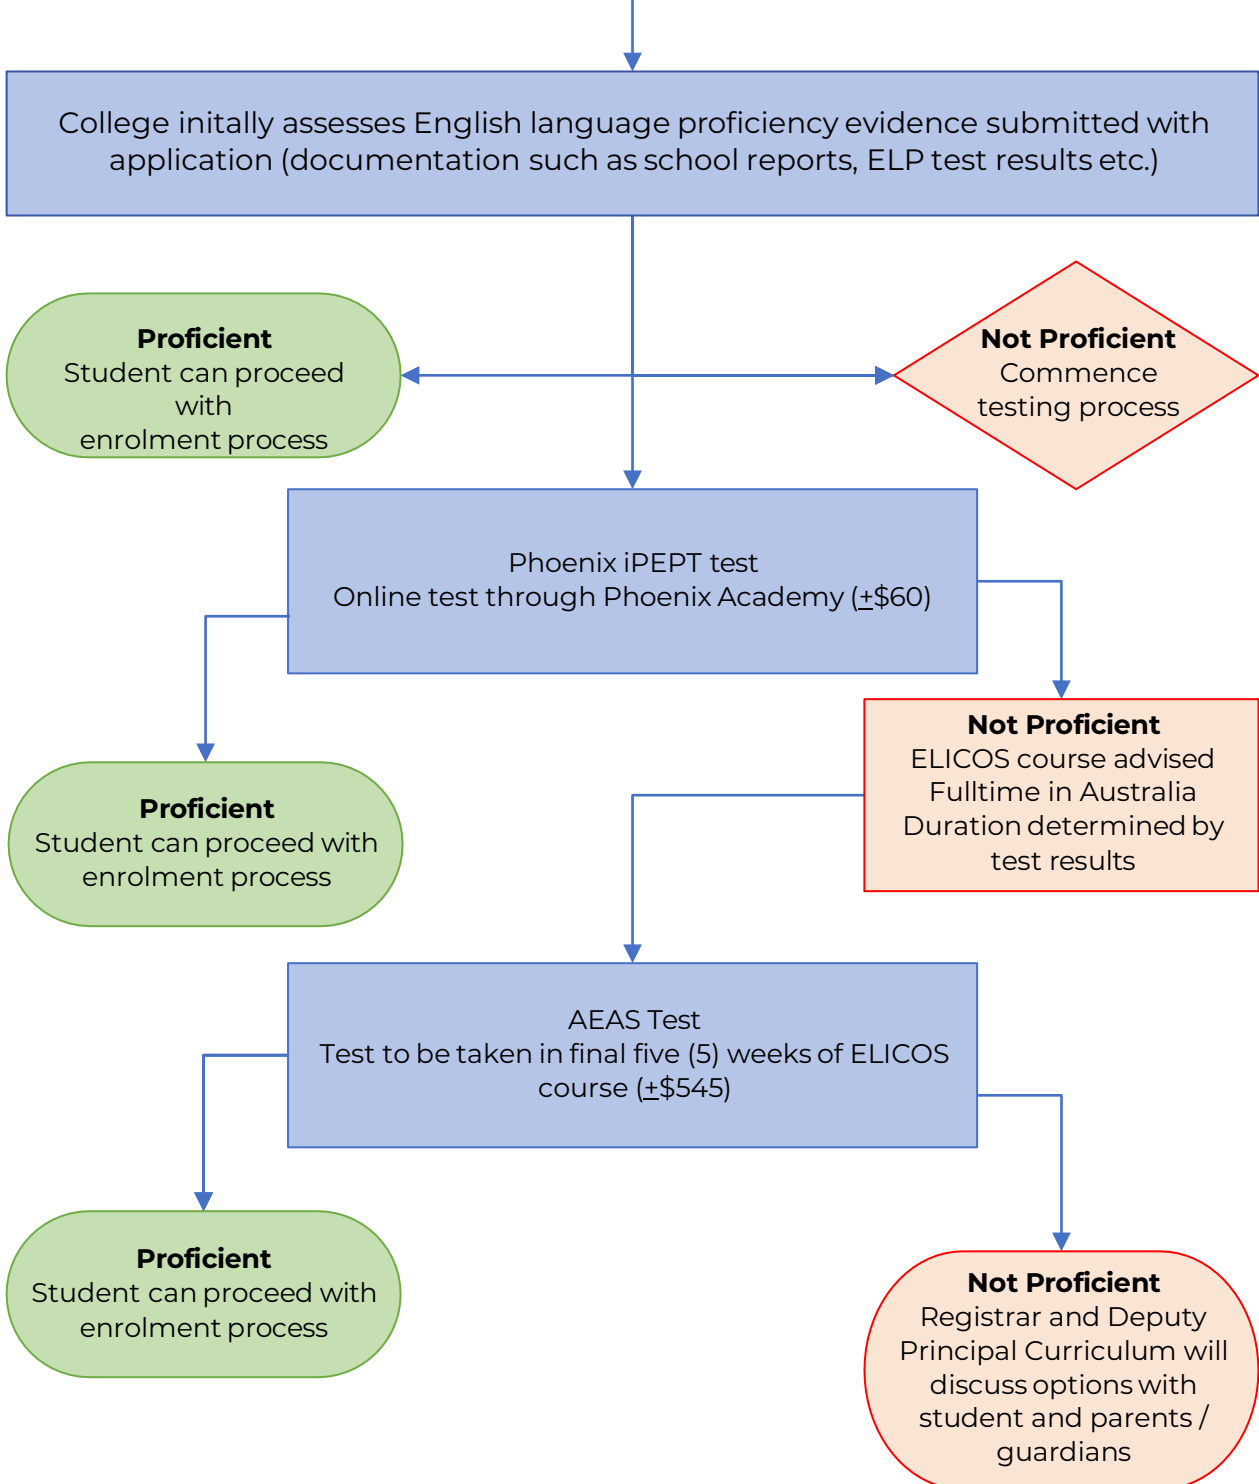 College initally assesses English language proficiency evidence submitted with
application (documentation such as school reports, ELP test results etc.)
Proficient
Student can proceed
with
enrolment process
Not Proficient
Commence
testing process
Phoenix iPEPT test
Online test through Phoenix Academy (±$60)
Not Proficient
ELICOS course advised
Fulltime in Australia
Duration determined by
test results
Proficient
Student can proceed with
enrolment process
AEAS Test
Test to be taken in final five (5) weeks of ELICOS
course (±$545)
Proficient
Student can proceed with
enrolment process
Not Proficient
Registrar and Deputy
Principal Curriculum will
discuss options with
student and parents /
guardians